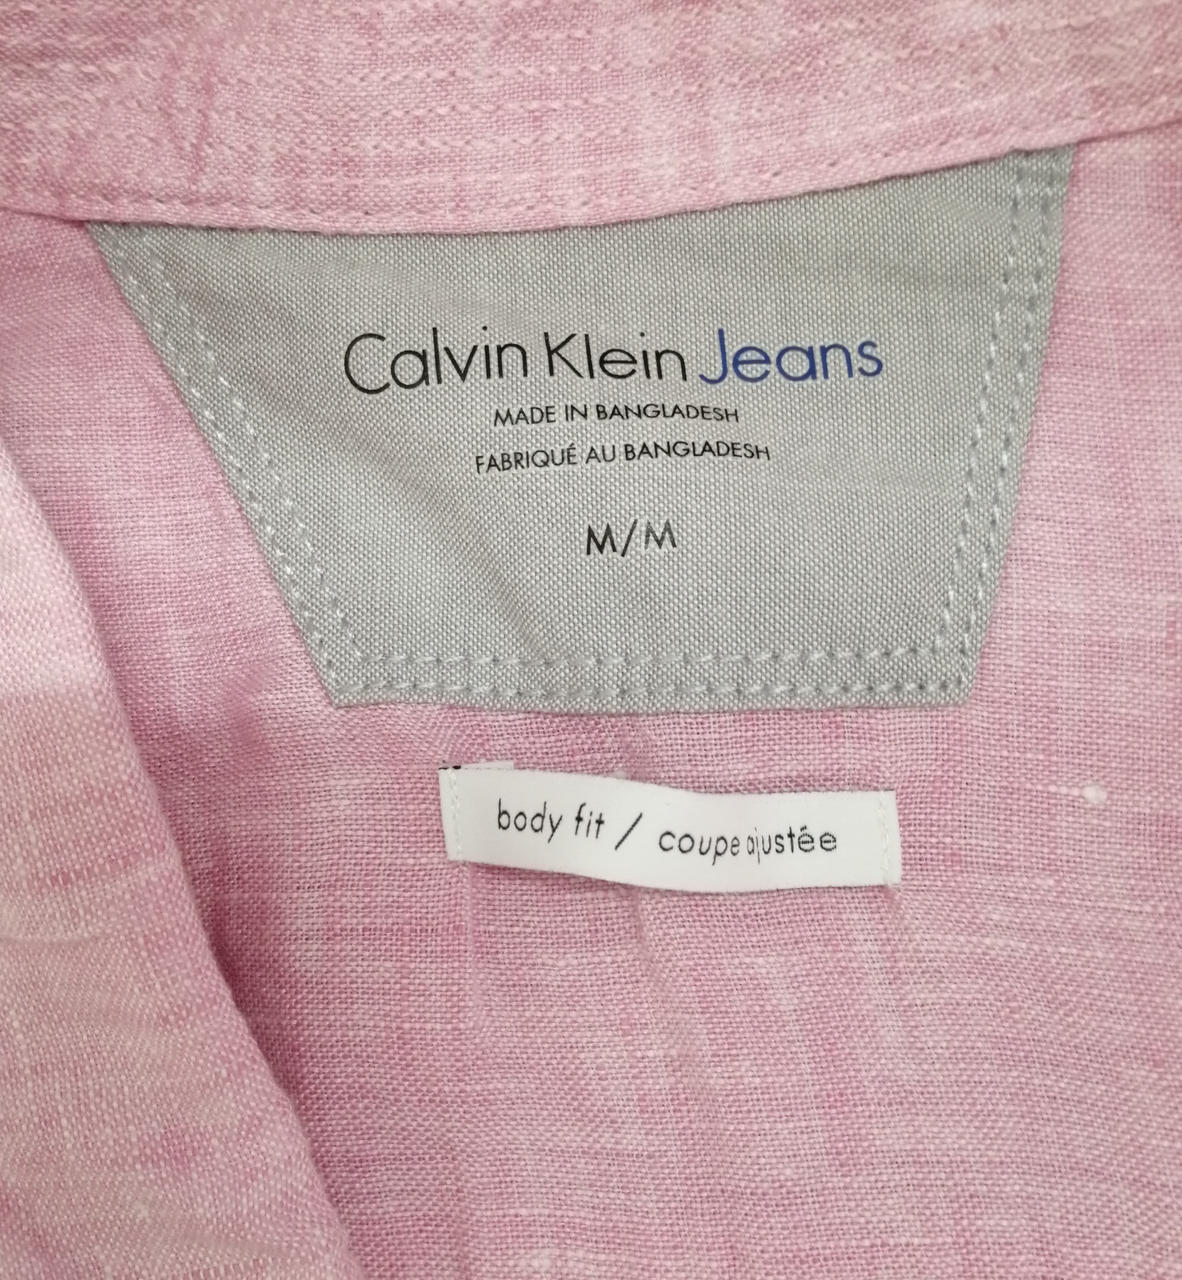 Calvin Klein Jeans
MADE IN BANGLADESH
FABRIQUÉ AU BANGLADESH
M/M
body fit / coupe ajustée